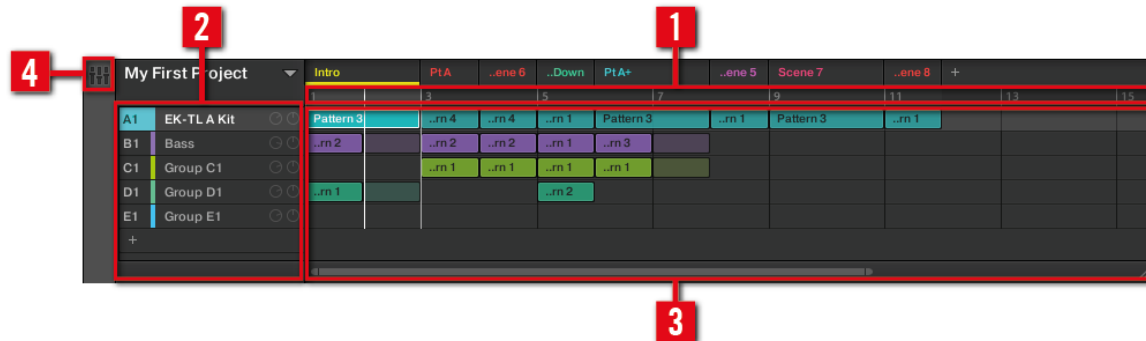 2 1
4 My First Project Intro Pt A ..ene 6 ..Down Pt A+ ..ene 5 Scene 7 ..ene 8 +
1 3 5 7 9 11 13 15
A1 EK-TL A Kit Pattern 3 ..rn 4 ..rn 4 ..rn 1 Pattern 3 ..rn 1 Pattern 3 ..rn 1
B1 Bass ..rn 2 ..rn 2 ..rn 2 ..rn 1 ..rn 3
C1 Group C1 ..rn 1 ..rn 1 ..rn 1 ..rn 1
D1 Group D1 ..rn 1 ..rn 2
E1 Group E1
+
3